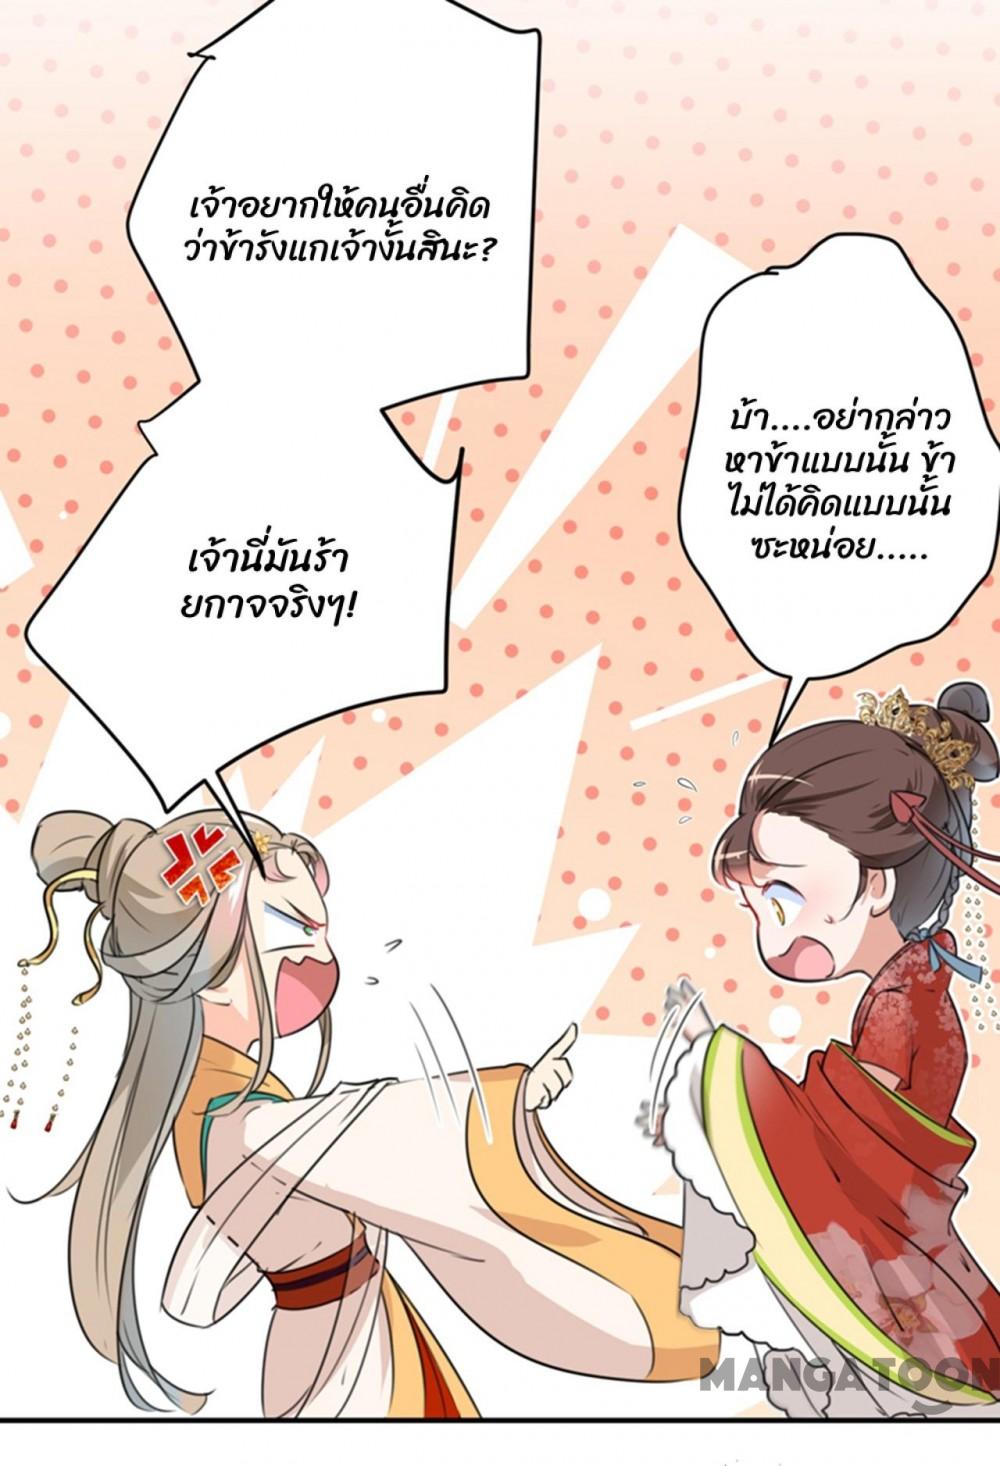 เจ้าอยากให้คนอื่นคิด
ว่าข้ารังแกเจ้างั้นสินะ?
บ้า....อย่ากล่าว
หาข้าแบบนั้น ข้า
ไม่ได้คิดแบบนั้น
ซะหน่อย.....
เจ้านี่มันร้า
ยกาจจริงๆ!
MANGATOON